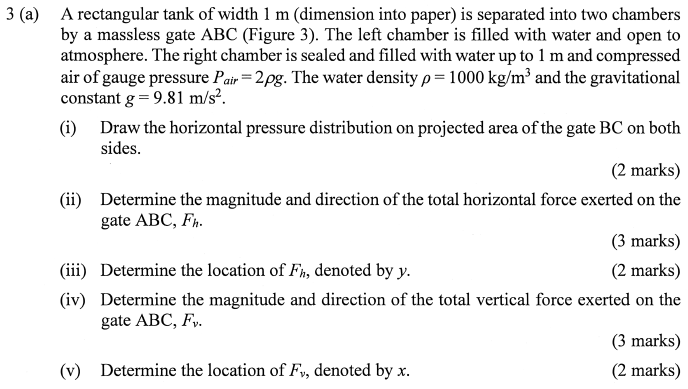 3 (a) A rectangular tank of width 1 m (dimension into paper) is separated into two chambers
by a massless gate ABC (Figure 3). The left chamber is filled with water and open to
atmosphere. The right chamber is sealed and filled with water up to 1 m and compressed
air of gauge pressure Pair = 2ρg. The water density ρ = 1000 kg/m³ and the gravitational
constant g = 9.81 m/s².
(i) Draw the horizontal pressure distribution on projected area of the gate BC on both
sides.
(2 marks)
(ii) Determine the magnitude and direction of the total horizontal force exerted on the
gate ABC, Fh.
(3 marks)
(iii) Determine the location of Fh, denoted by y. (2 marks)
(iv) Determine the magnitude and direction of the total vertical force exerted on the
gate ABC, Fv.
(3 marks)
(v) Determine the location of Fv, denoted by x. (2 marks)